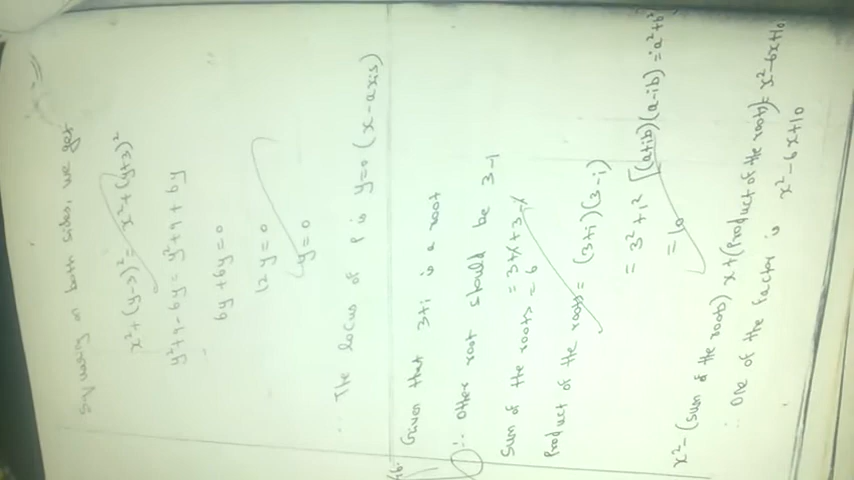 Squaring on both sides, we get
x²+(y-3)² = x²+(y+3)²
y²+9-6y = y²+9+6y
6y+6y=0
12y=0
y=0
∴ The locus of P is y=0 (x-axis)
46. Given that 3+i is a root
∴ Other root should be 3-i
Sum of the roots = 3+i+3-i
= 6
Product of the roots = (3+i)(3-i)
= 3²+1² [(a+ib)(a-ib)=a²+b²
= 10
x²-(sum of the roots) x+(Product of the roots)= x²-6x+10
∴ One of the factor is x²-6x+10